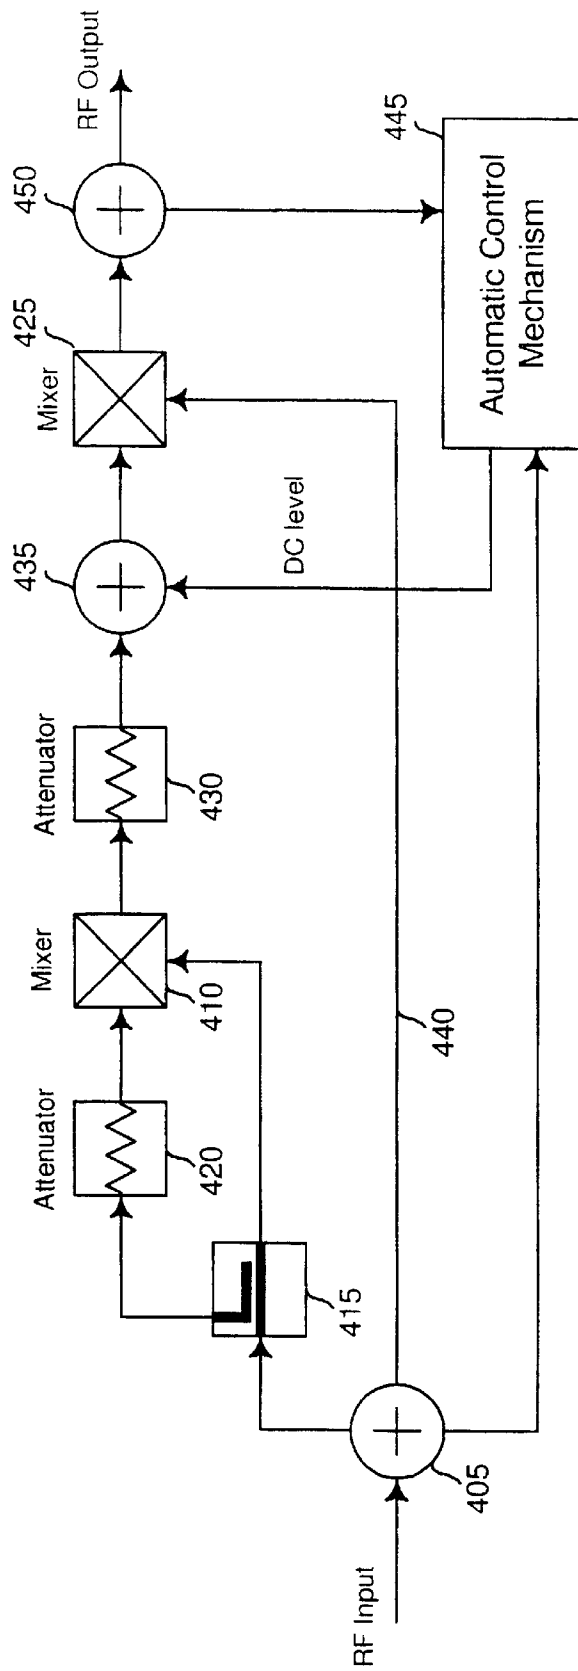 RF Input
405
415
Attenuator
420
Mixer
410
Attenuator
430
435
DC level
440
Mixer
425
450
RF Output
445
Automatic Control
Mechanism